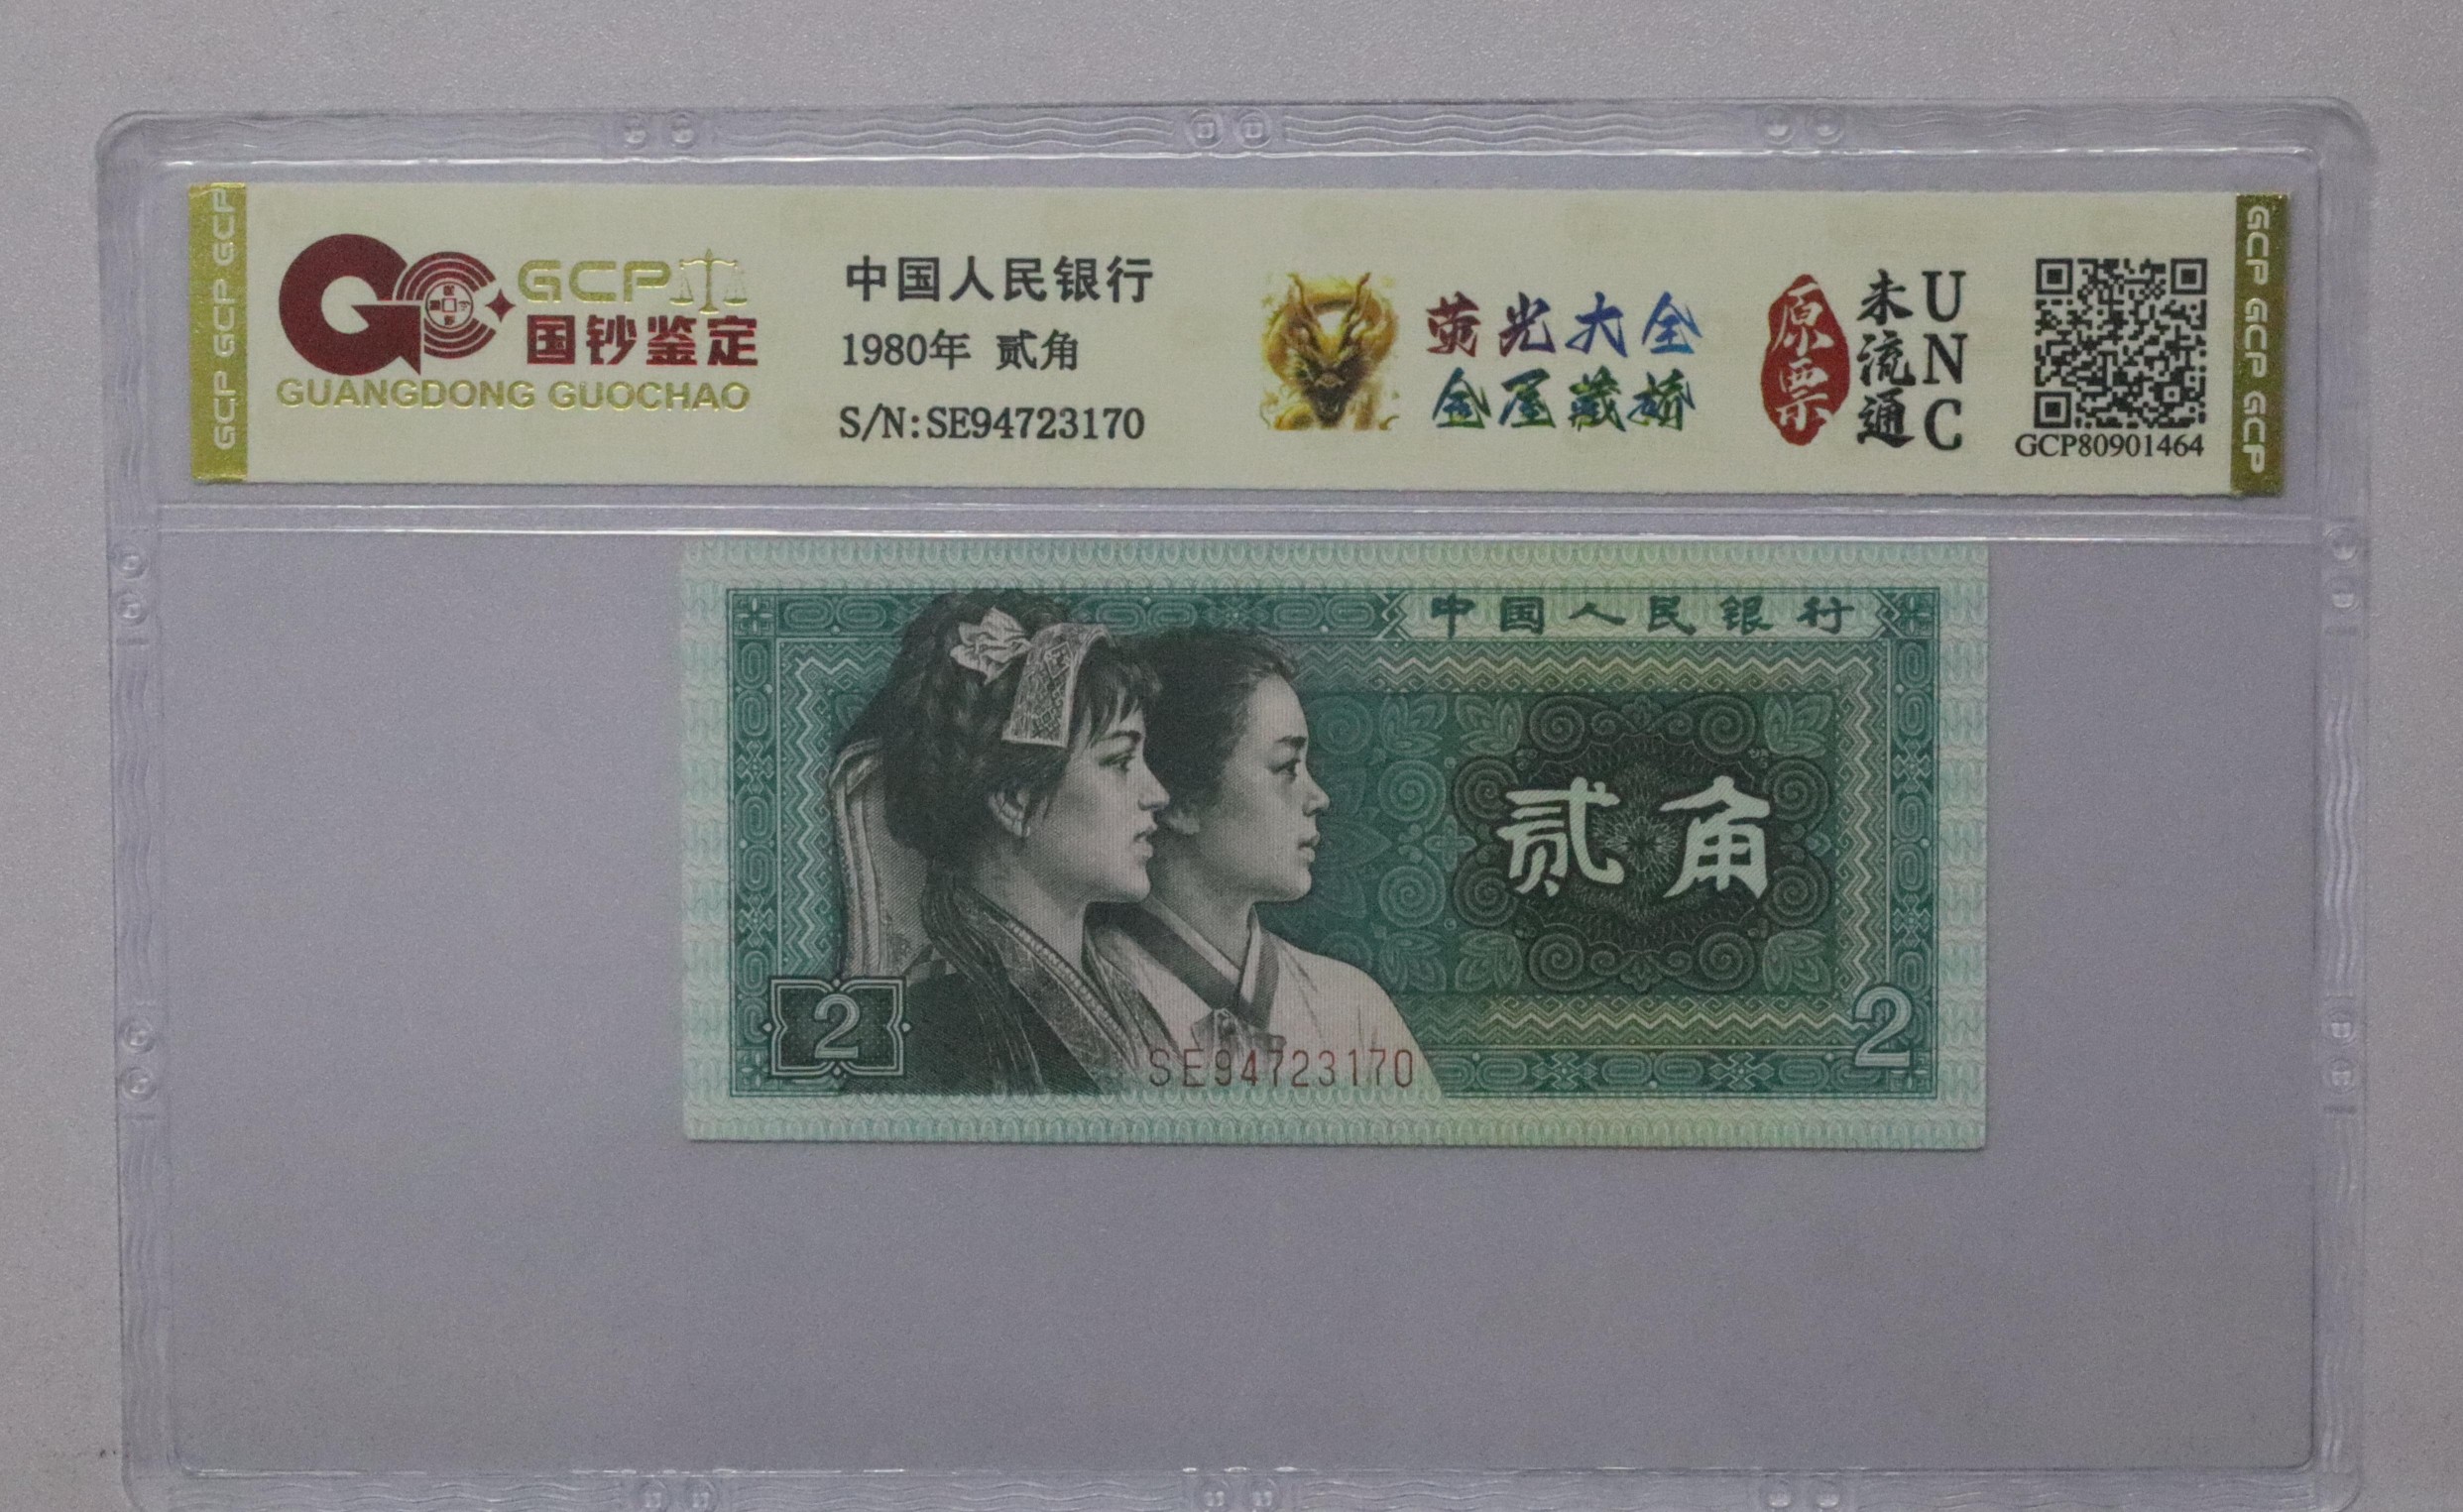 GCP GCP GCP
GCP
国钞鉴定
GUANGDONG GUOCHAO
中国人民银行
1980年 贰角
S/N:SE94723170
荧光大全
金屋藏娇
原票
未流通
UNC
GCP80901464
GCP GCP GCP
中国人民银行
贰角
2
2
SE94723170